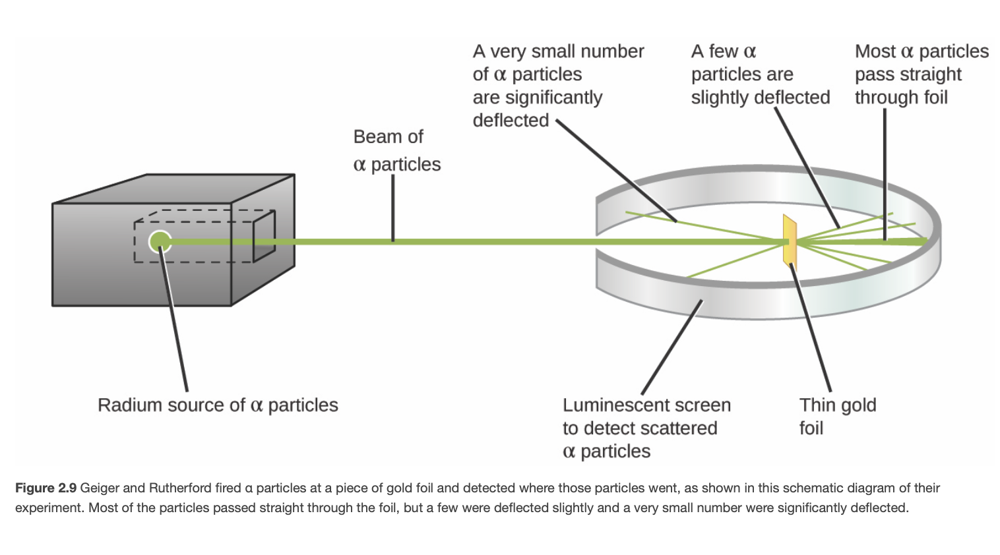 A very small number
of α particles
are significantly
deflected
A few α
particles are
slightly deflected
Most α particles
pass straight
through foil
Beam of
α particles
Radium source of α particles
Luminescent screen
to detect scattered
α particles
Thin gold
foil
Figure 2.9 Geiger and Rutherford fired α particles at a piece of gold foil and detected where those particles went, as shown in this schematic diagram of their
experiment. Most of the particles passed straight through the foil, but a few were deflected slightly and a very small number were significantly deflected.